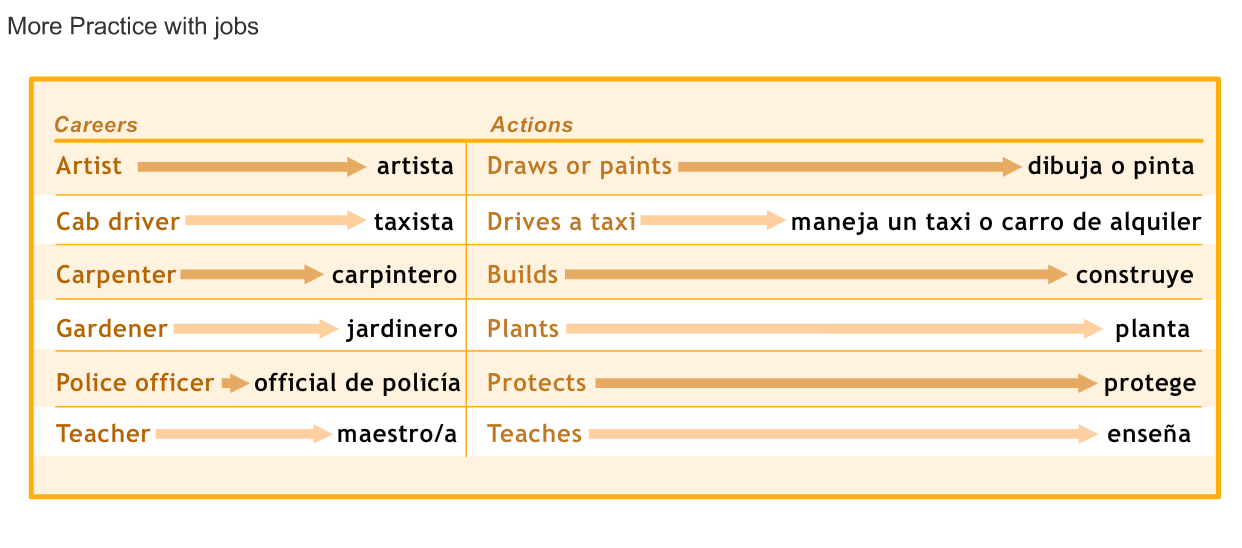 More Practice with jobs
Careers Actions
Artist artista Draws or paints dibuja o pinta
Cab driver taxista Drives a taxi maneja un taxi o carro de alquiler
Carpenter carpintero Builds construye
Gardener jardinero Plants planta
Police officer official de policía Protects protege
Teacher maestro/a Teaches enseña